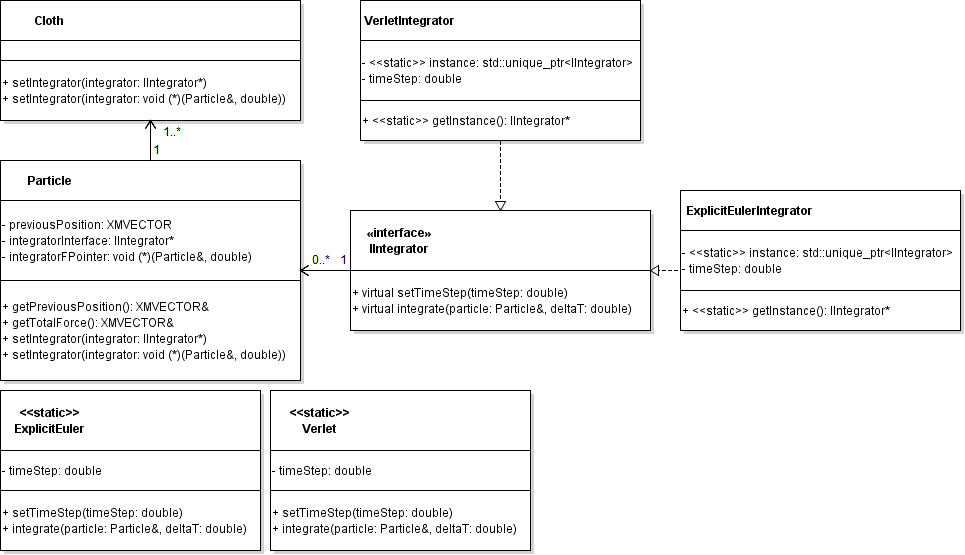 Cloth
+ setIntegrator(integrator: IIntegrator*)
+ setIntegrator(integrator: void (*)(Particle&, double))
VerletIntegrator
- <<static>> instance: std::unique_ptr<IIntegrator>
- timeStep: double
+ <<static>> getInstance(): IIntegrator*
1..*
1
Particle
- previousPosition: XMVECTOR
- integratorInterface: IIntegrator*
- integratorFPointer: void (*)(Particle&, double)
+ getPreviousPosition(): XMVECTOR&
+ getTotalForce(): XMVECTOR&
+ setIntegrator(integrator: IIntegrator*)
+ setIntegrator(integrator: void (*)(Particle&, double))
0..* 1
«interface»
IIntegrator
+ virtual setTimeStep(timeStep: double)
+ virtual integrate(particle: Particle&, deltaT: double)
ExplicitEulerIntegrator
- <<static>> instance: std::unique_ptr<IIntegrator>
- timeStep: double
+ <<static>> getInstance(): IIntegrator*
<<static>>
ExplicitEuler
- timeStep: double
+ setTimeStep(timeStep: double)
+ integrate(particle: Particle&, deltaT: double)
<<static>>
Verlet
- timeStep: double
+ setTimeStep(timeStep: double)
+ integrate(particle: Particle&, deltaT: double)